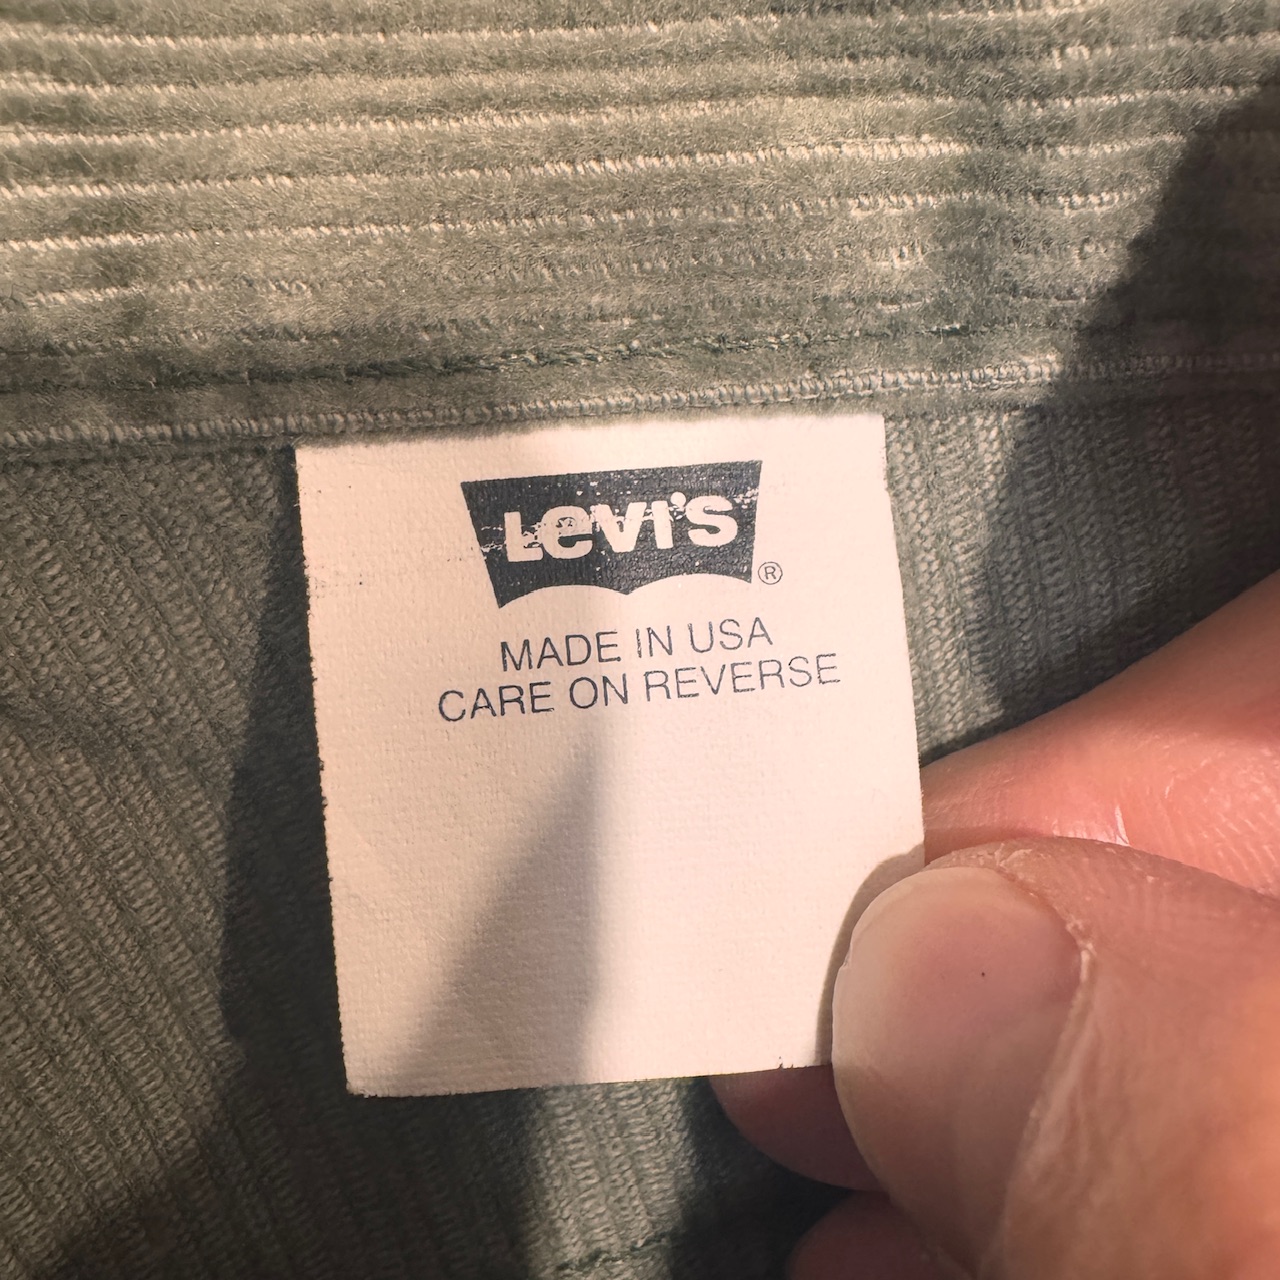 Levi's
®
MADE IN USA
CARE ON REVERSE